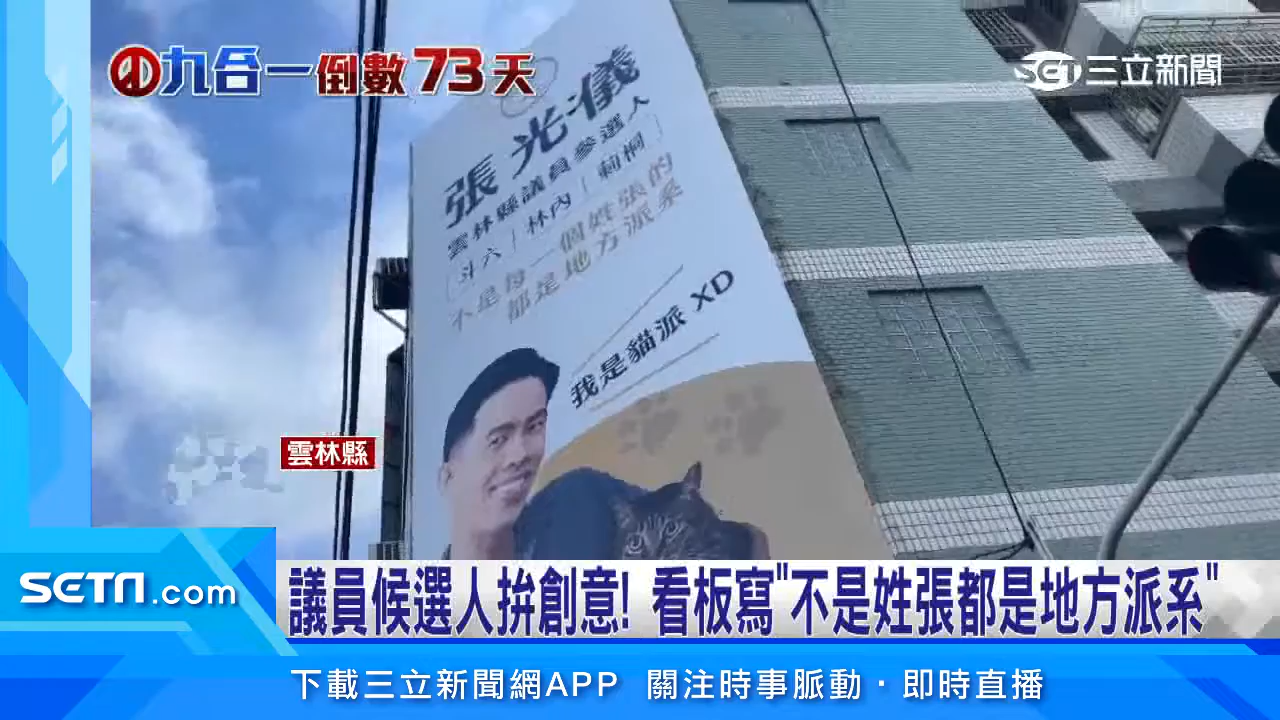 九合一倒數73天
SET三立新聞
張光儀
雲林縣議員參選人
斗六|林內|莿桐
不是每一個姓張的
都是地方派系
我是貓派 XD
雲林縣
SETN.com
議員候選人拚創意! 看板寫"不是姓張都是地方派系"
下載三立新聞網APP 關注時事脈動・即時直播